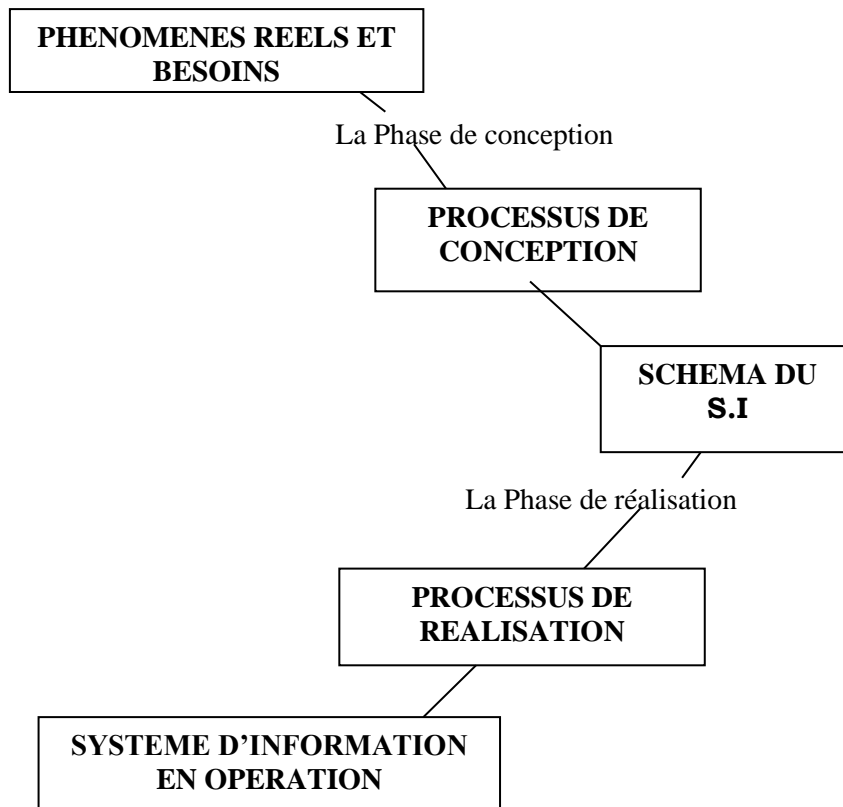 PHENOMENES REELS ET
BESOINS
La Phase de conception
PROCESSUS DE
CONCEPTION
SCHEMA DU
S.I
La Phase de réalisation
PROCESSUS DE
REALISATION
SYSTEME D’INFORMATION
EN OPERATION